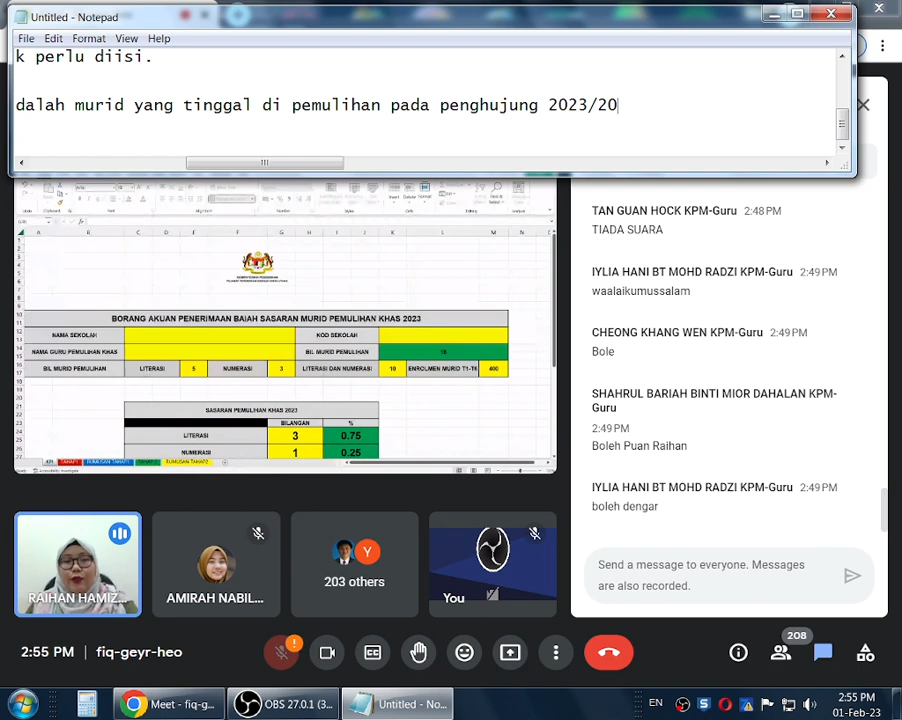 Untitled - Notepad
File Edit Format View Help
k perlu diisi.
dalah murid yang tinggal di pemulihan pada penghujung 2023/20
BORANG AKUAN PENERIMAAN BAIAH SASARAN MURID PEMULIHAN KHAS 2023
NAMA SEKOLAH KOD SEKOLAH
NAMA GURU PEMULIHAN KHAS BIL MURID PEMULIHAN 18
BIL MURID PEMULIHAN LITERASI 5 NUMERASI 3 LITERASI DAN NUMERASI 10 ENROLMEN MURID T1-T6 400
SASARAN PEMULIHAN KHAS 2023
BILANGAN %
LITERASI 3 0.75
NUMERASI 1 0.25
TAN GUAN HOCK KPM-Guru 2:48 PM
TIADA SUARA
IYLIA HANI BT MOHD RADZI KPM-Guru 2:49 PM
waalaikumussalam
CHEONG KHANG WEN KPM-Guru 2:49 PM
Bole
SHAHRUL BARIAH BINTI MIOR DAHALAN KPM-
Guru
2:49 PM
Boleh Puan Raihan
IYLIA HANI BT MOHD RADZI KPM-Guru 2:49 PM
boleh dengar
Send a message to everyone. Messages
are also recorded.
RAIHAN HAMIZ...
AMIRAH NABIL...
Y
203 others
You
2:55 PM | fiq-geyr-heo
208
Meet - fiq-g...
OBS 27.0.1 (3...
Untitled - No...
EN
2:55 PM
01-Feb-23